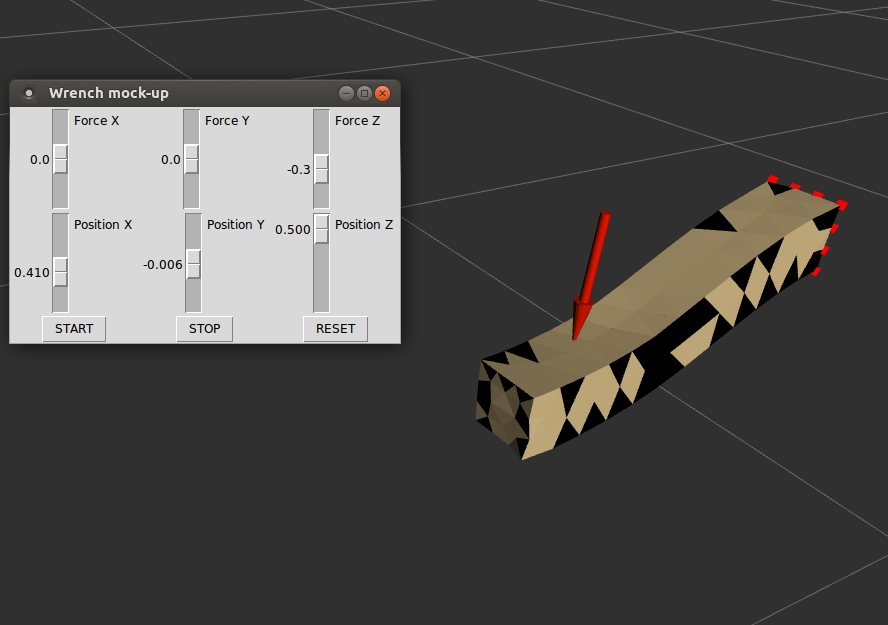 Wrench mock-up
Force X
Force Y
Force Z
0.0
0.0
-0.3
Position X
Position Y
0.500
Position Z
0.410
-0.006
START
STOP
RESET